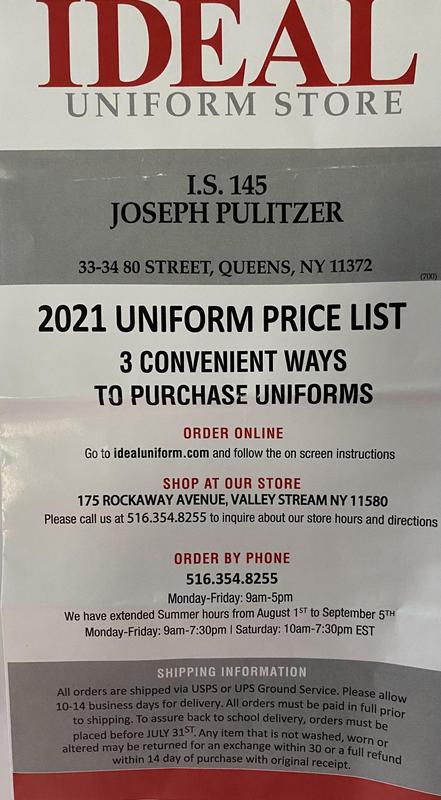 IDEAL
UNIFORM STORE
I.S. 145
JOSEPH PULITZER
33-34 80 STREET, QUEENS, NY 11372
(700)
2021 UNIFORM PRICE LIST
3 CONVENIENT WAYS
TO PURCHASE UNIFORMS
ORDER ONLINE
Go to idealuniform.com and follow the on screen instructions
SHOP AT OUR STORE
175 ROCKAWAY AVENUE, VALLEY STREAM NY 11580
Please call us at 516.354.8255 to inquire about our store hours and directions
ORDER BY PHONE
516.354.8255
Monday-Friday: 9am-5pm
We have extended Summer hours from August 1ST to September 5TH
Monday-Friday: 9am-7:30pm | Saturday: 10am-7:30pm EST
SHIPPING INFORMATION
All orders are shipped via USPS or UPS Ground Service. Please allow
10-14 business days for delivery. All orders must be paid in full prior
to shipping. To assure back to school delivery, orders must be
placed before JULY 31ST. Any item that is not washed, worn or
altered may be returned for an exchange within 30 or a full refund
within 14 day of purchase with original receipt.